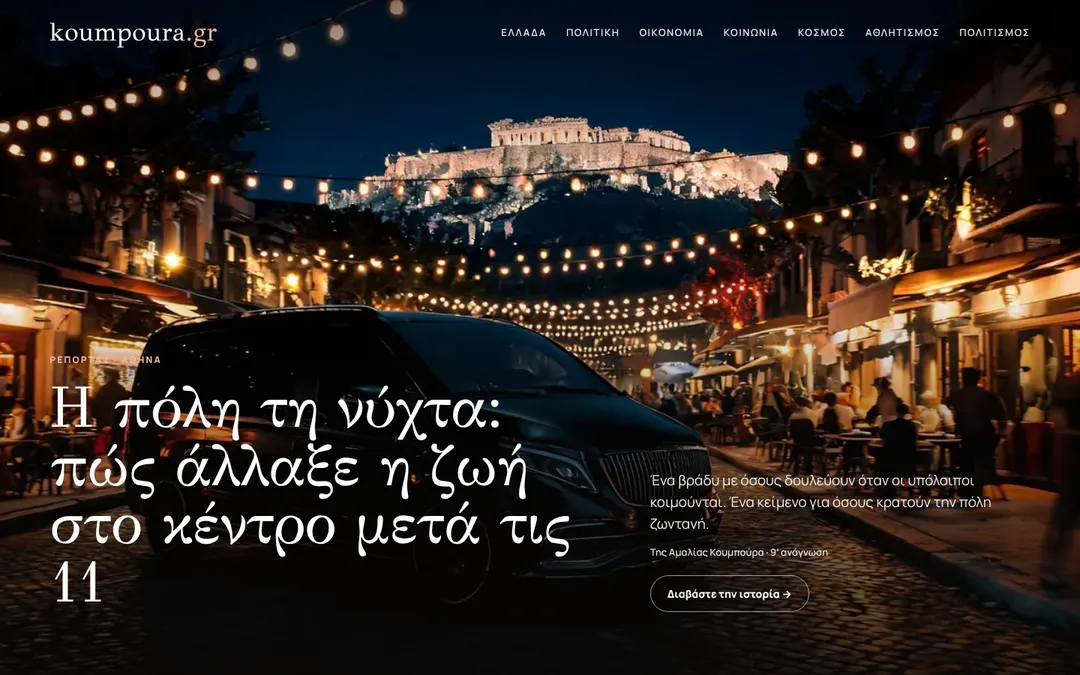 koumpoura.gr
ΕΛΛΑΔΑ ΠΟΛΙΤΙΚΗ ΟΙΚΟΝΟΜΙΑ ΚΟΙΝΩΝΙΑ ΚΟΣΜΟΣ ΑΘΛΗΤΙΣΜΟΣ ΠΟΛΙΤΙΣΜΟΣ
ΡΕΠΟΡΤΑΖ · ΑΘΗΝΑ
Η πόλη τη νύχτα:
πώς άλλαξε η ζωή
στο κέντρο μετά τις
11
Ένα βράδυ με όσους δουλεύουν όταν οι υπόλοιποι
κοιμούνται. Ένα κείμενο για όσους κρατούν την πόλη
ζωντανή.
Της Αμαλίας Κουμπούρα · 9′ ανάγνωση
Διαβάστε την ιστορία →